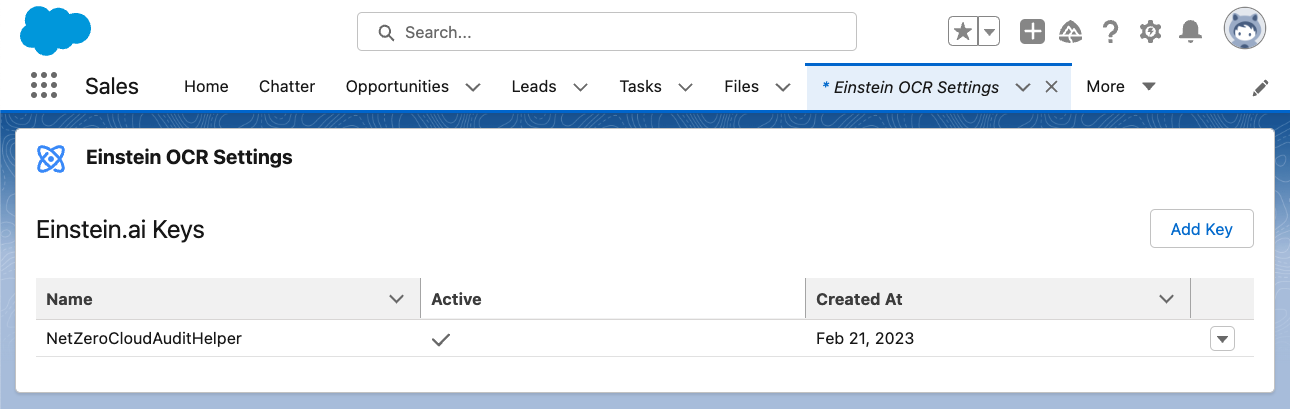 Search...
Sales Home Chatter Opportunities Leads Tasks Files * Einstein OCR Settings More
Einstein OCR Settings
Einstein.ai Keys Add Key
Name Active Created At
NetZeroCloudAuditHelper Feb 21, 2023